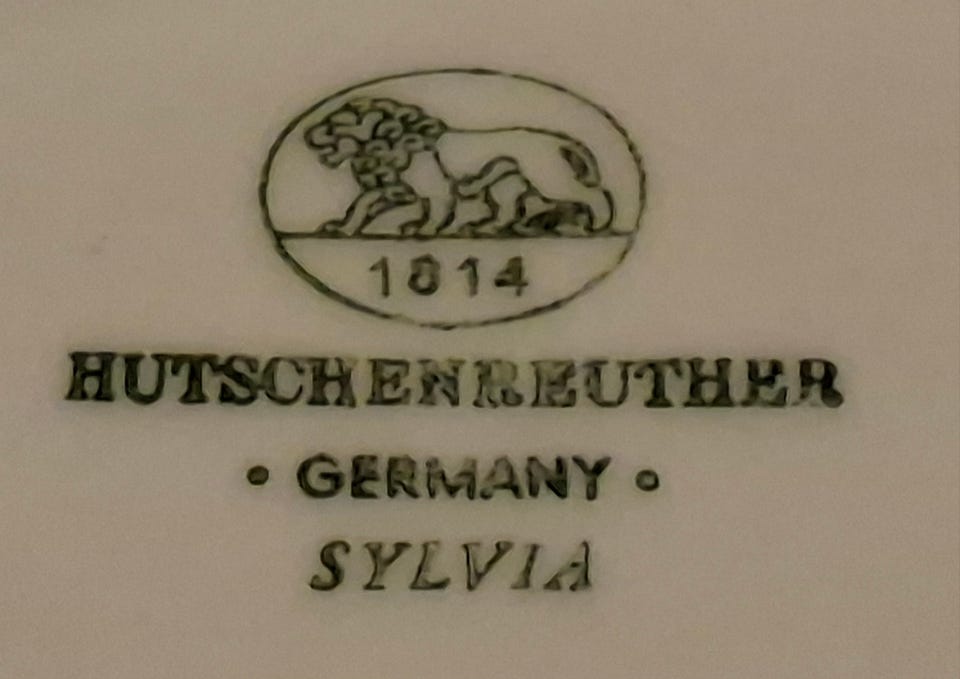 1814
HUTSCHENREUTHER
• GERMANY •
SYLVIA